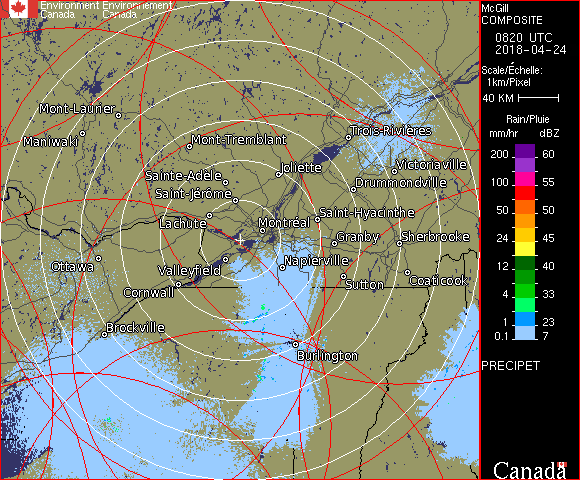 Environment Environnement
Canada Canada
McGill
COMPOSITE
0820 UTC
2018-04-24
Scale/Échelle:
1km/Pixel
40 KM
Rain/Pluie
mm/hr dBZ
200 60
100 55
50 50
24 45
12 40
4 33
1 23
0.1 7
PRECIPET
Canada
Mont-Laurier
Maniwaki
Mont-Tremblant
Trois-Rivières
Joliette
Victoriaville
Sainte-Adèle
Drummondville
Saint-Jérôme
Saint-Hyacinthe
Lachute
Montréal
Granby
Sherbrooke
Ottawa
Valleyfield
Napierville
Cornwall
Sutton
Coaticook
Brockville
Burlington